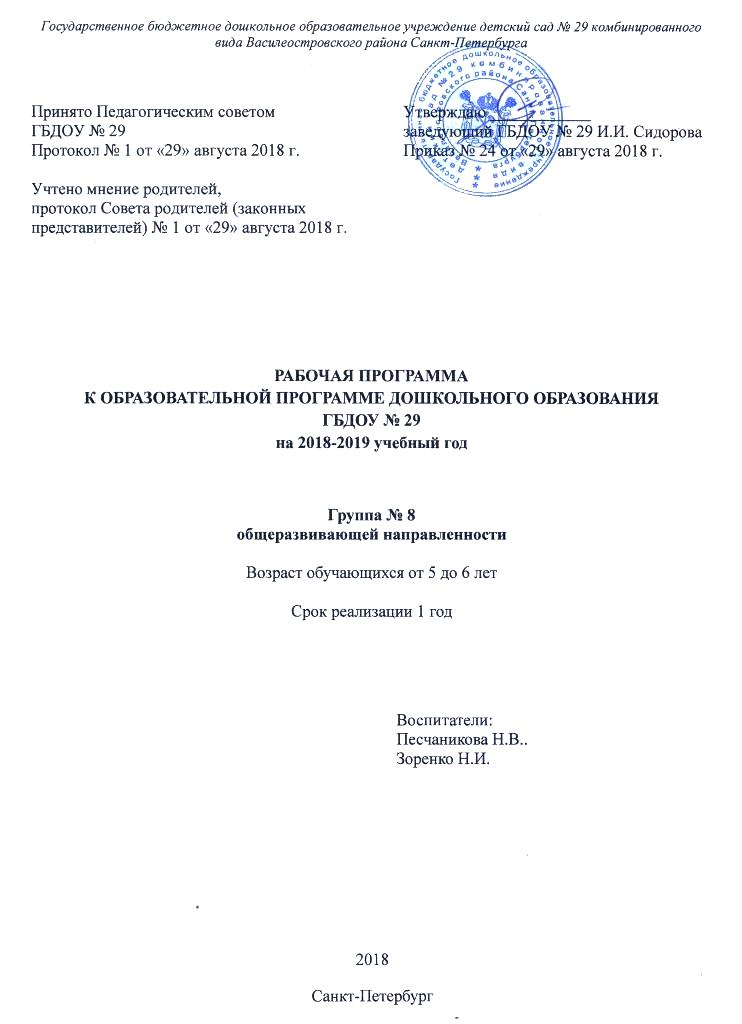 Государственное бюджетное дошкольное образовательное учреждение детский сад № 29 комбинированного
вида Василеостровского района Санкт-Петербурга
Принято Педагогическим советом
ГБДОУ № 29
Протокол № 1 от «29» августа 2018 г.
Учтено мнение родителей,
протокол Совета родителей (законных
представителей) № 1 от «29» августа 2018 г.
Утверждаю
заведующий ГБДОУ № 29 И.И. Сидорова
Приказ № 24 от «29» августа 2018 г.
РАБОЧАЯ ПРОГРАММА
К ОБРАЗОВАТЕЛЬНОЙ ПРОГРАММЕ ДОШКОЛЬНОГО ОБРАЗОВАНИЯ
ГБДОУ № 29
на 2018-2019 учебный год
Группа № 8
общеразвивающей направленности
Возраст обучающихся от 5 до 6 лет
Срок реализации 1 год
Воспитатели:
Песчаникова Н.В..
Зоренко Н.И.
2018
Санкт-Петербург